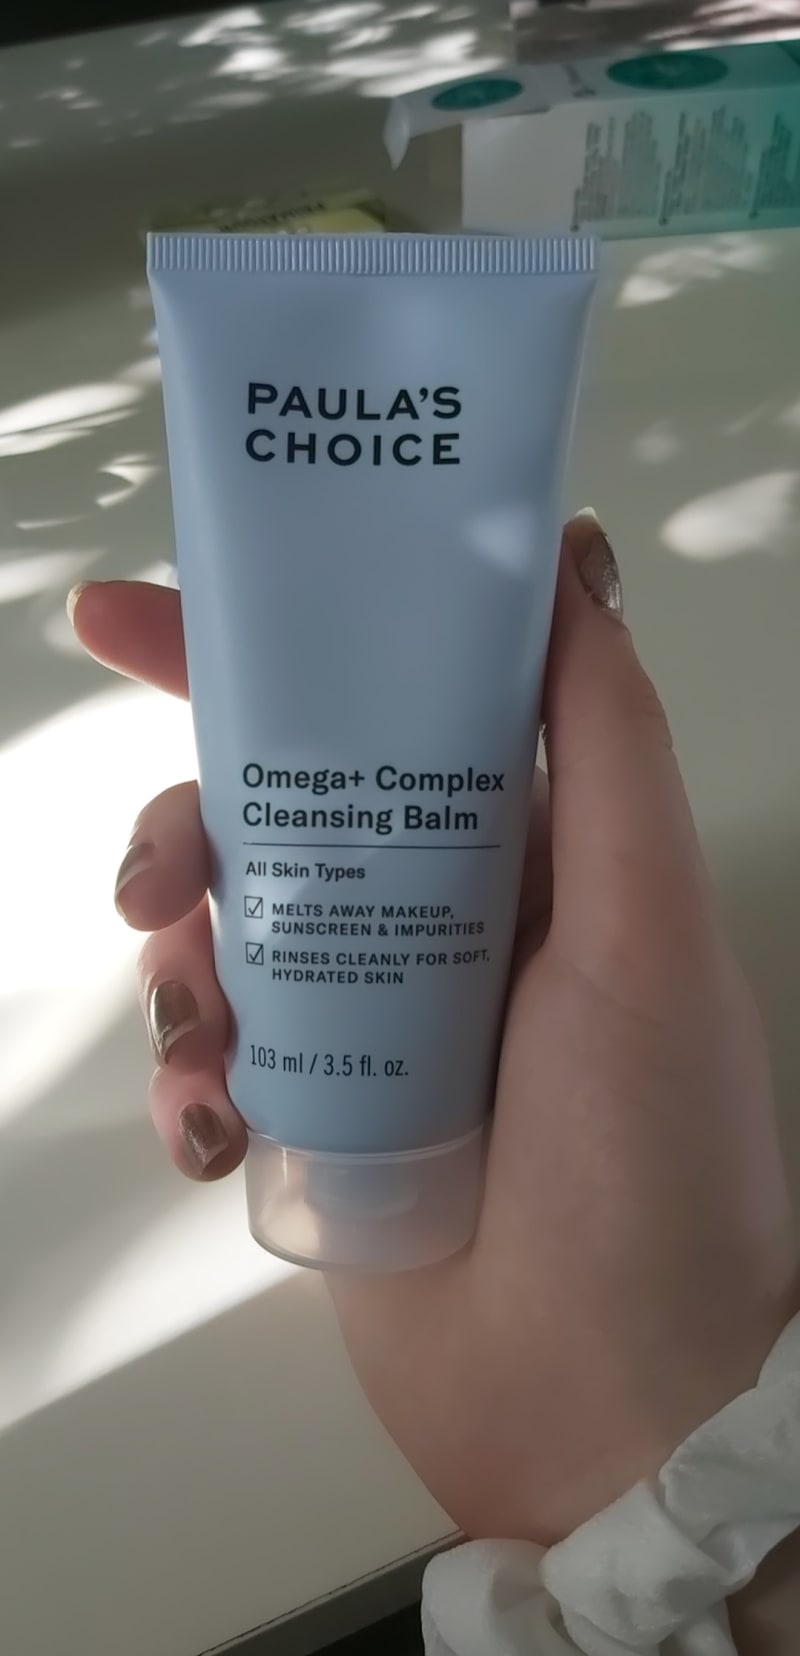 PAULA'S
CHOICE
Omega+ Complex
Cleansing Balm
All Skin Types
MELTS AWAY MAKEUP,
SUNSCREEN & IMPURITIES
RINSES CLEANLY FOR SOFT,
HYDRATED SKIN
103 ml / 3.5 fl. oz.